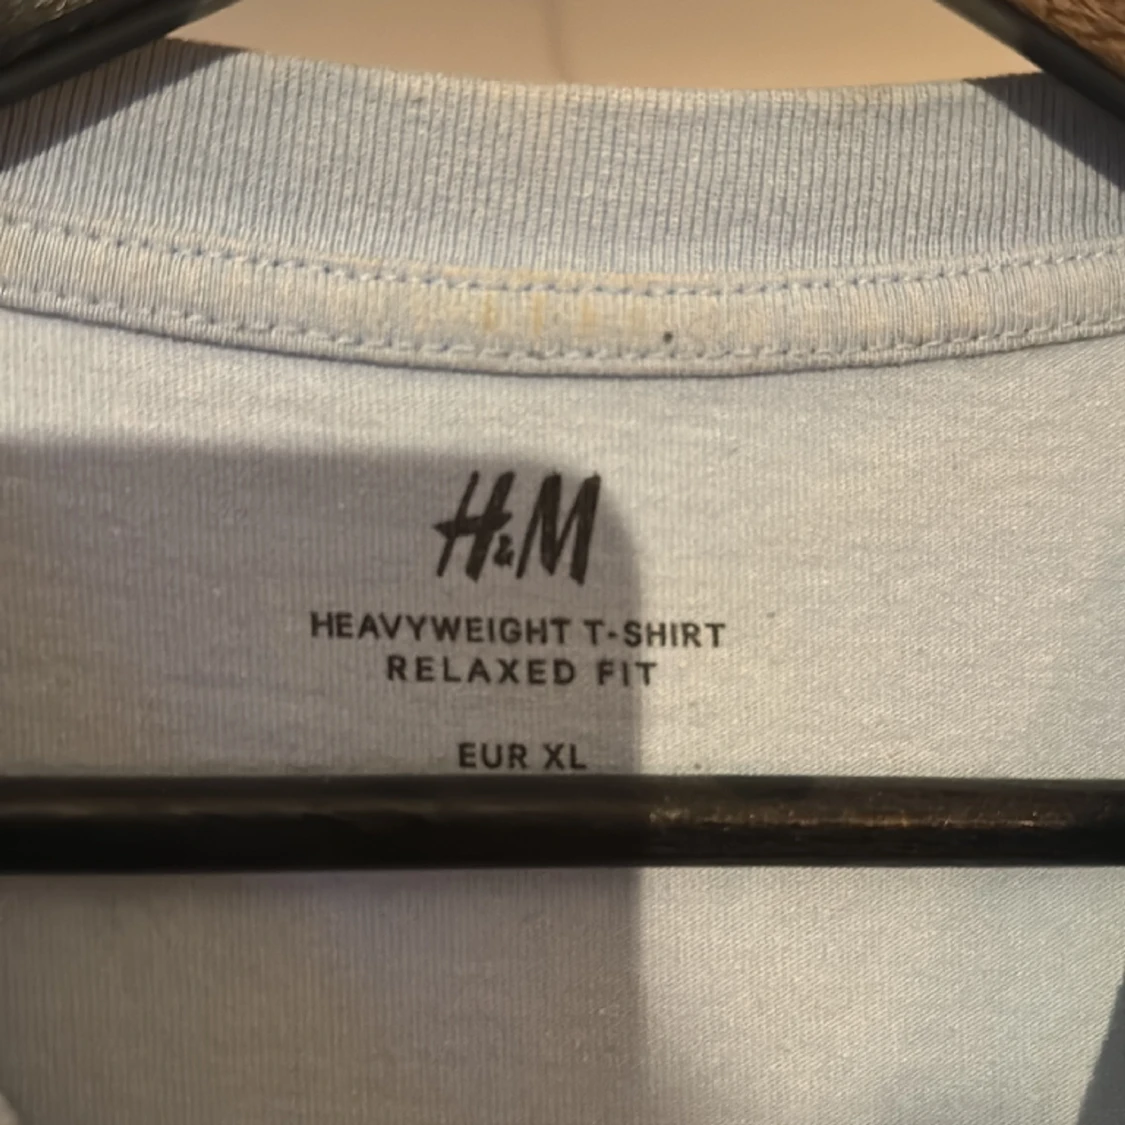 H&M
HEAVYWEIGHT T-SHIRT
RELAXED FIT
EUR XL